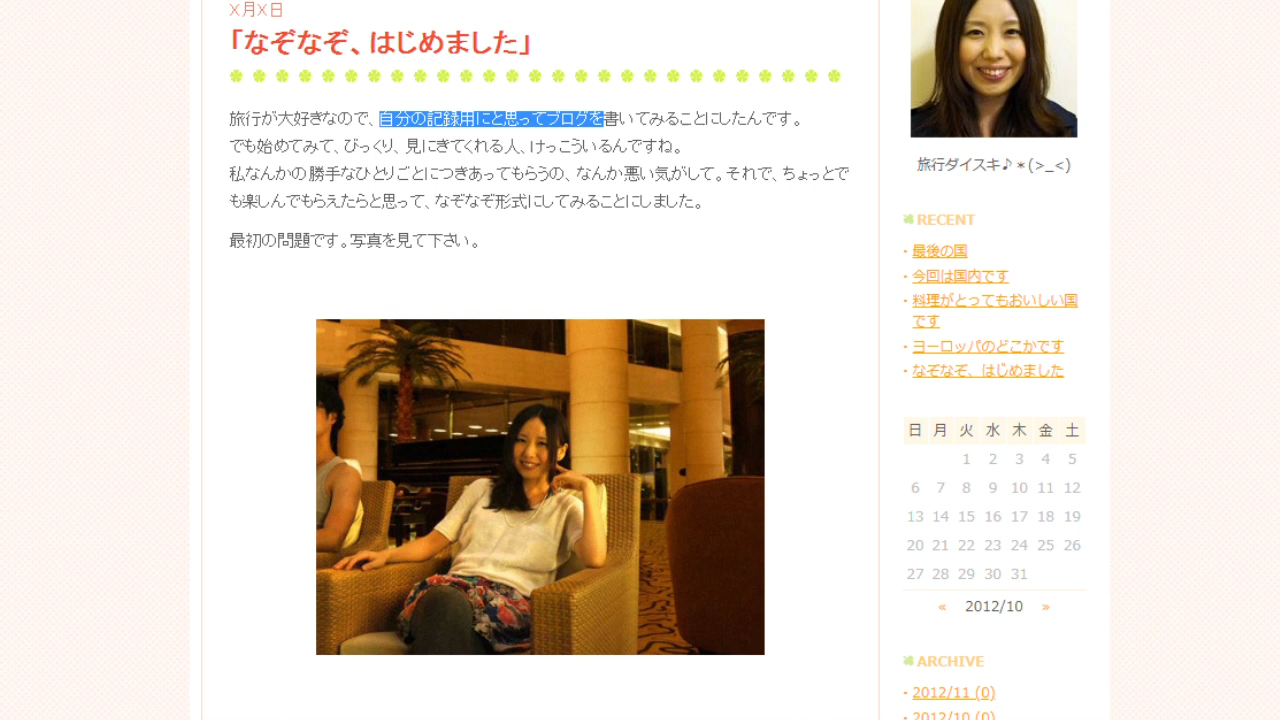 X月X日
「なぞなぞ、はじめました」
旅行が大好きなので、自分の記録用にと思ってブログを書いてみることにしたんです。
でも始めてみて、びっくり、見にきてくれる人、けっこういるんですね。
私なんかの勝手なひとりごとにつきあってもらうの、なんか悪い気がして。それで、ちょっとで
も楽しんでもらえたらと思って、なぞなぞ形式にしてみることにしました。
最初の問題です。写真を見て下さい。
旅行ダイスキ♪＊(>_<)
RECENT
・最後の国
・今回は国内です
・料理がとってもおいしい国
です
・ヨーロッパのどこかです
・なぞなぞ、はじめました
日 月 火 水 木 金 土
1 2 3 4 5
6 7 8 9 10 11 12
13 14 15 16 17 18 19
20 21 22 23 24 25 26
27 28 29 30 31
« 2012/10 »
ARCHIVE
・2012/11 (0)
・2012/10 (0)